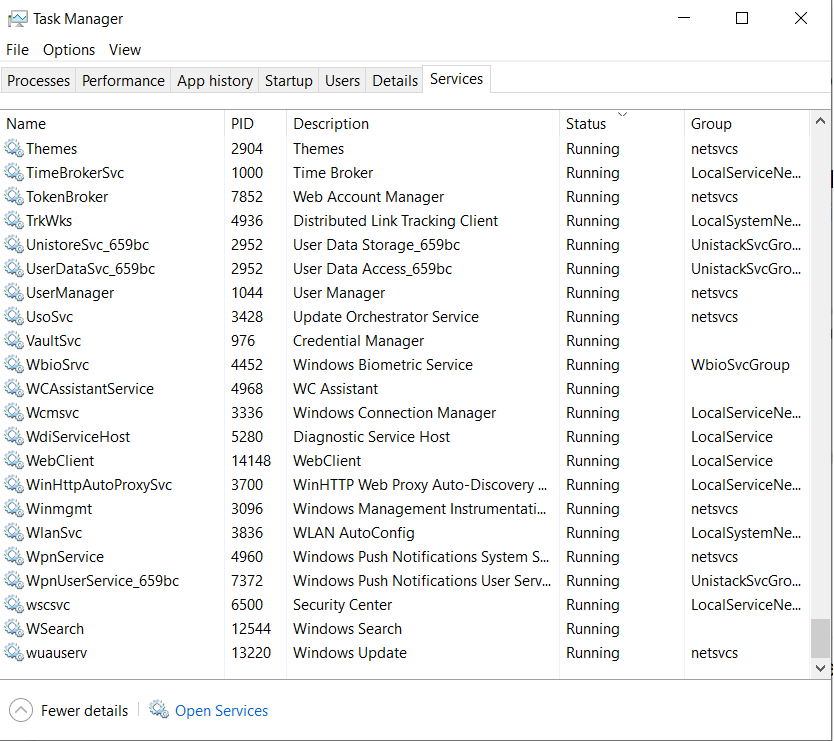 Task Manager
File Options View
Processes Performance App history Startup Users Details Services
Name PID Description Status Group
Themes 2904 Themes Running netsvcs
TimeBrokerSvc 1000 Time Broker Running LocalServiceNe...
TokenBroker 7852 Web Account Manager Running netsvcs
TrkWks 4936 Distributed Link Tracking Client Running LocalSystemNe...
UnistoreSvc_659bc 2952 User Data Storage_659bc Running UnistackSvcGro...
UserDataSvc_659bc 2952 User Data Access_659bc Running UnistackSvcGro...
UserManager 1044 User Manager Running netsvcs
UsoSvc 3428 Update Orchestrator Service Running netsvcs
VaultSvc 976 Credential Manager Running
WbioSrvc 4452 Windows Biometric Service Running WbioSvcGroup
WCAssistantService 4968 WC Assistant Running
Wcmsvc 3336 Windows Connection Manager Running LocalServiceNe...
WdiServiceHost 5280 Diagnostic Service Host Running LocalService
WebClient 14148 WebClient Running LocalService
WinHttpAutoProxySvc 3700 WinHTTP Web Proxy Auto-Discovery ... Running LocalServiceNe...
Winmgmt 3096 Windows Management Instrumentati... Running netsvcs
WlanSvc 3836 WLAN AutoConfig Running LocalSystemNe...
WpnService 4960 Windows Push Notifications System S... Running netsvcs
WpnUserService_659bc 7372 Windows Push Notifications User Serv... Running UnistackSvcGro...
wscsvc 6500 Security Center Running LocalServiceNe...
WSearch 12544 Windows Search Running
wuauserv 13220 Windows Update Running netsvcs
Fewer details Open Services